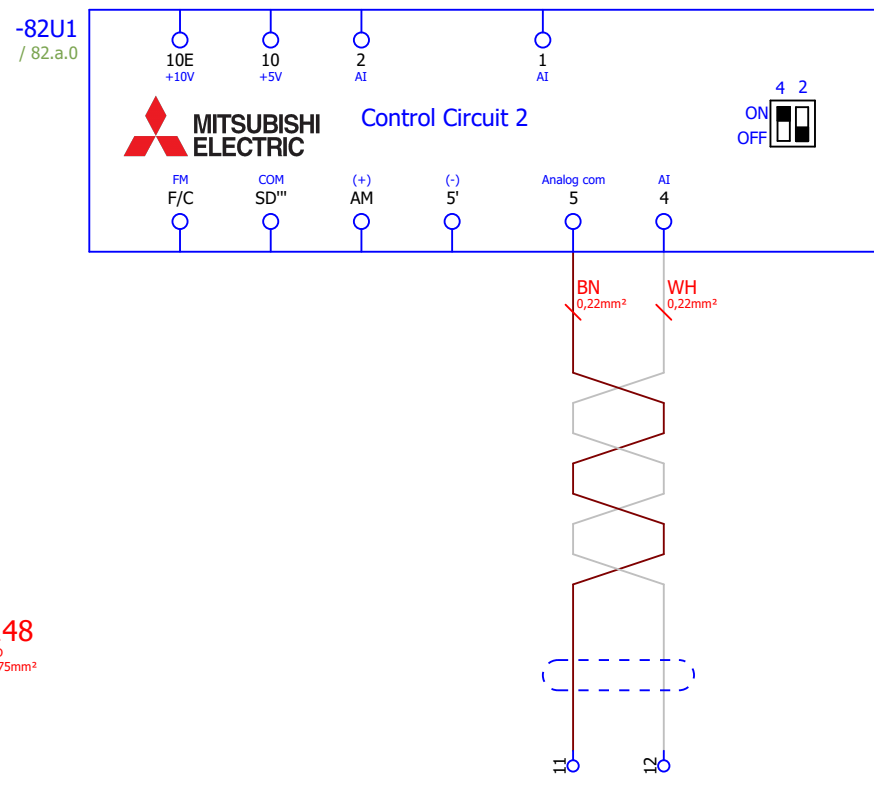 -82U1
/ 82.a.0
10E
+10V
10
+5V
2
AI
1
AI
MITSUBISHI
ELECTRIC
Control Circuit 2
4 2
ON
OFF
FM
F/C
COM
SD'''
(+)
AM
(-)
5'
Analog com
5
AI
4
BN
0,22mm²
WH
0,22mm²
48
75mm²
11
12